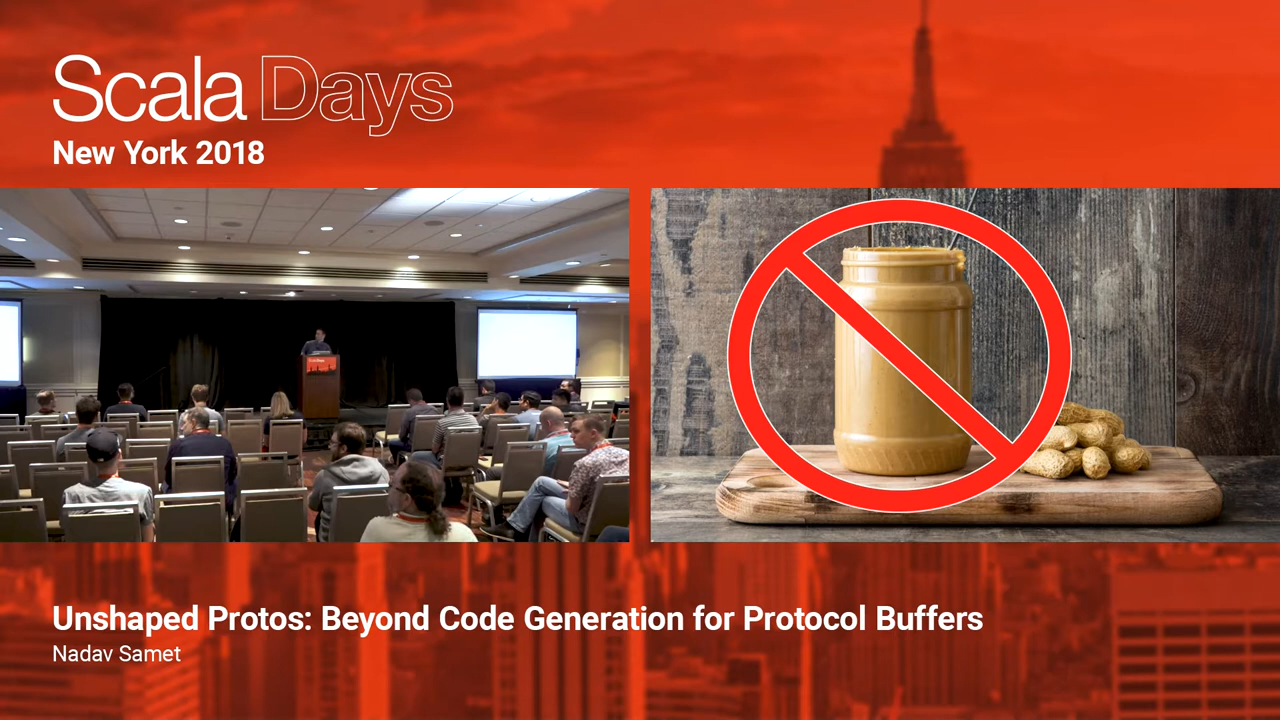 Scala Days
New York 2018
Unshaped Protos: Beyond Code Generation for Protocol Buffers
Nadav Samet